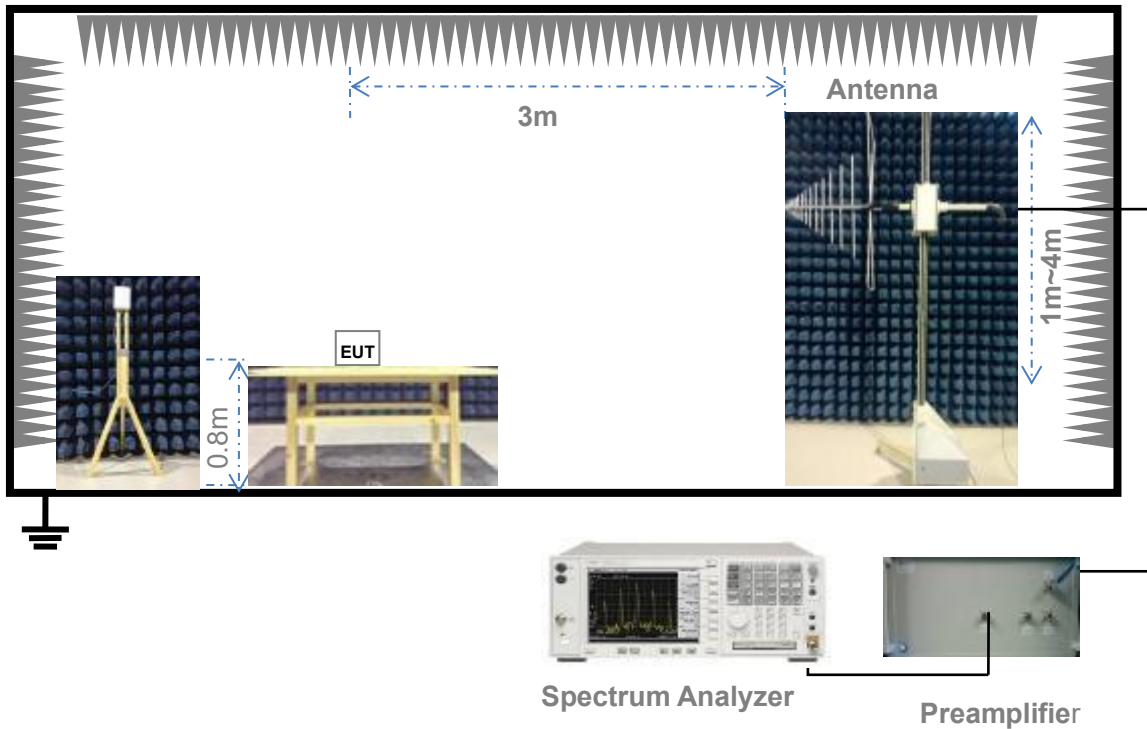 Antenna
3m
1m~4m
EUT
0.8m
Spectrum Analyzer
Preamplifier